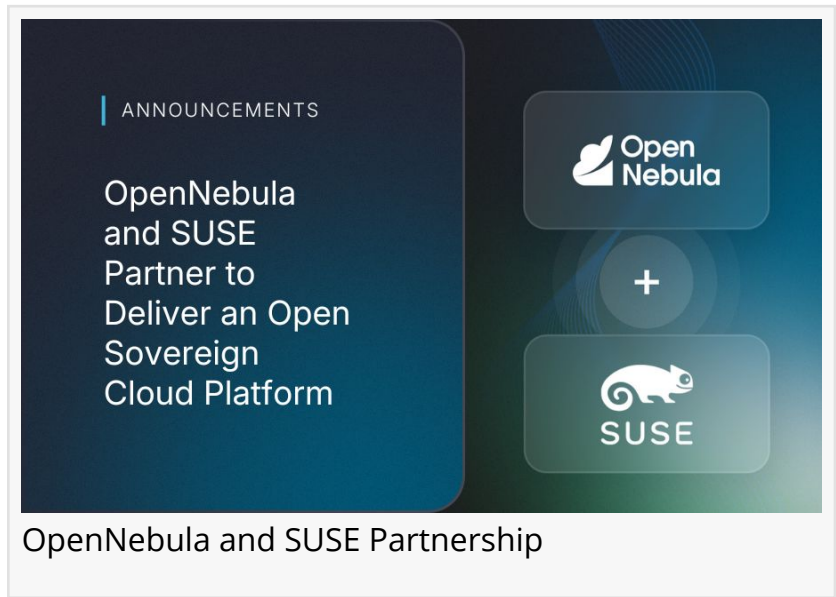 ANNOUNCEMENTS
OpenNebula
and SUSE
Partner to
Deliver an Open
Sovereign
Cloud Platform
Open
Nebula
+
SUSE
OpenNebula and SUSE Partnership